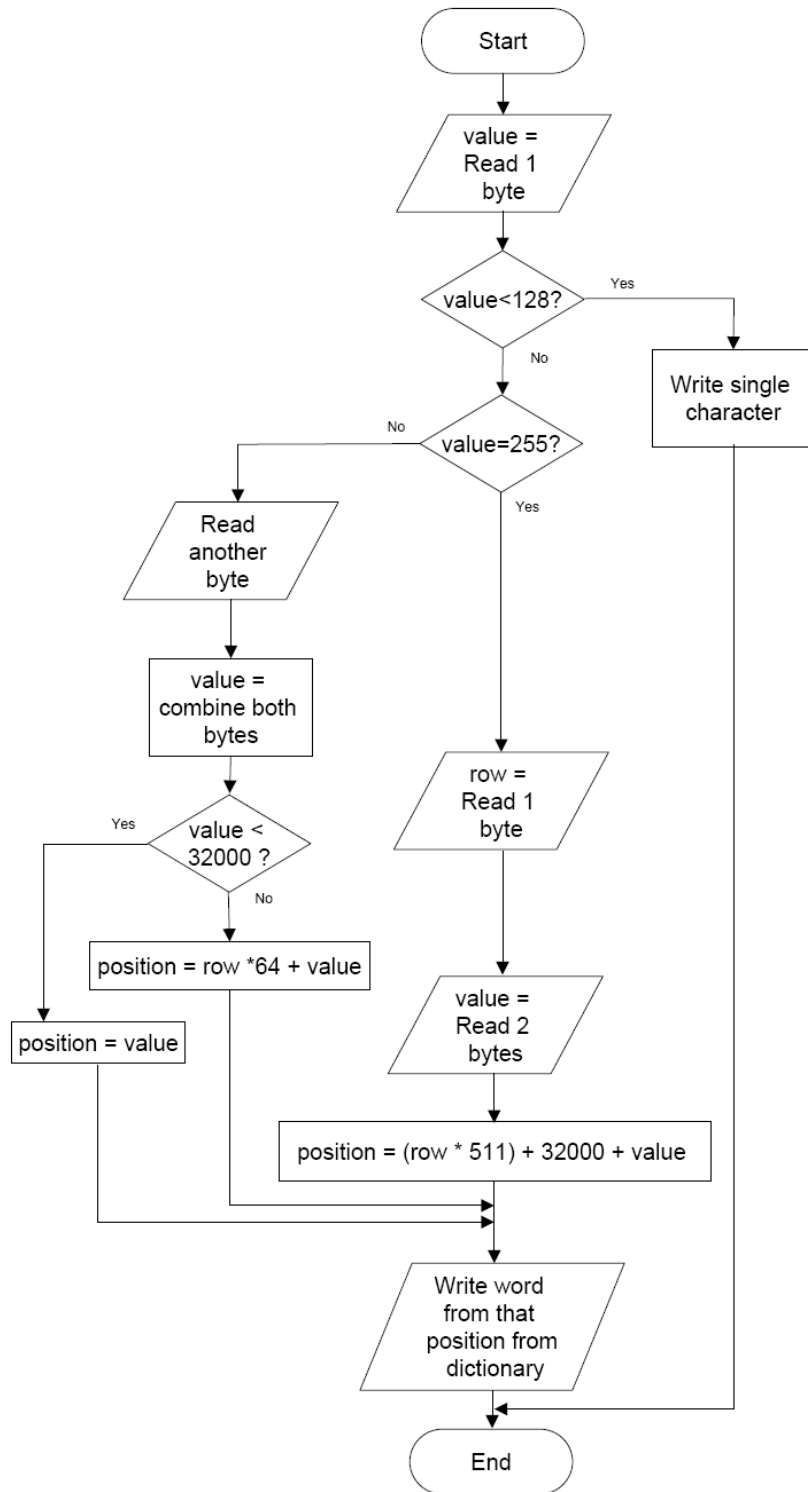 Start
value =
Read 1
byte
value<128?
Yes
No
Write single
character
value=255?
No
Yes
Read
another
byte
value =
combine both
bytes
row =
Read 1
byte
value <
32000 ?
Yes
No
position = row *64 + value
value =
Read 2
bytes
position = value
position = (row * 511) + 32000 + value
Write word
from that
position from
dictionary
End